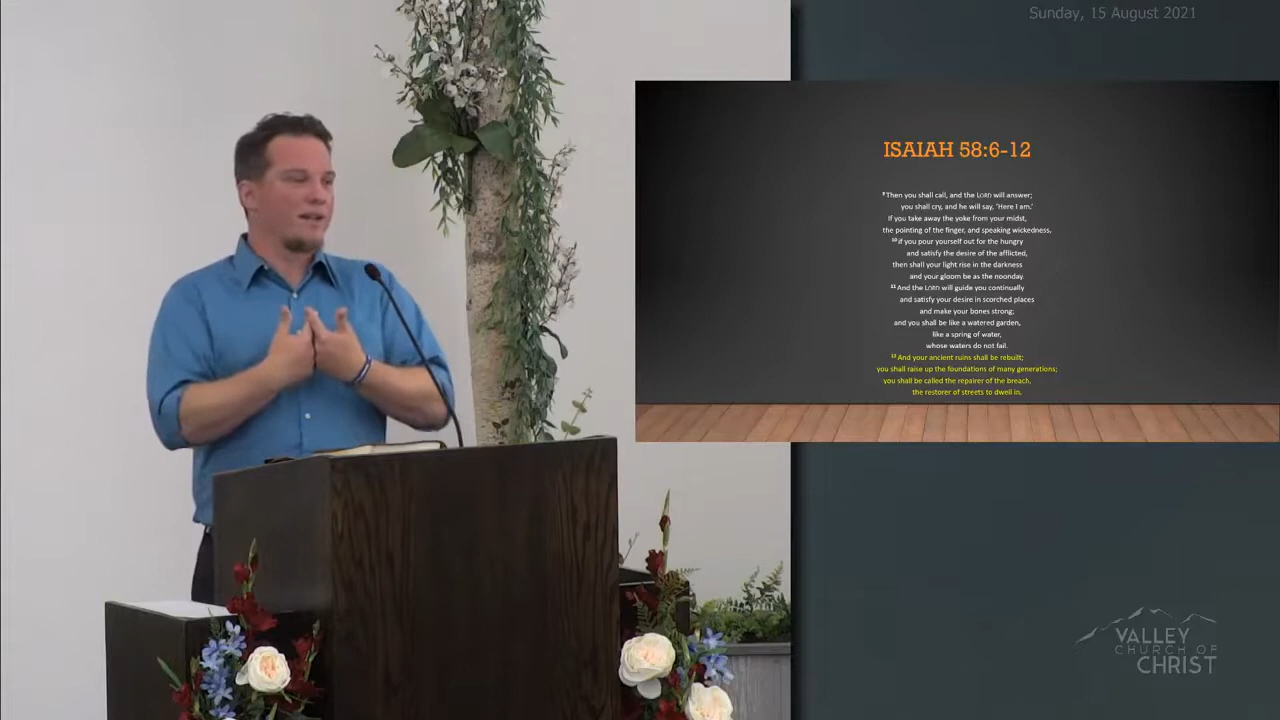 Sunday, 15 August 2021
ISAIAH 58:6-12
⁹Then you shall call, and the LORD will answer;
you shall cry, and he will say, ‘Here I am.’
If you take away the yoke from your midst,
the pointing of the finger, and speaking wickedness,
¹⁰if you pour yourself out for the hungry
and satisfy the desire of the afflicted,
then shall your light rise in the darkness
and your gloom be as the noonday.
¹¹And the LORD will guide you continually
and satisfy your desire in scorched places
and make your bones strong;
and you shall be like a watered garden,
like a spring of water,
whose waters do not fail.
¹²And your ancient ruins shall be rebuilt;
you shall raise up the foundations of many generations;
you shall be called the repairer of the breach,
the restorer of streets to dwell in.
VALLEY
CHURCH OF
CHRIST